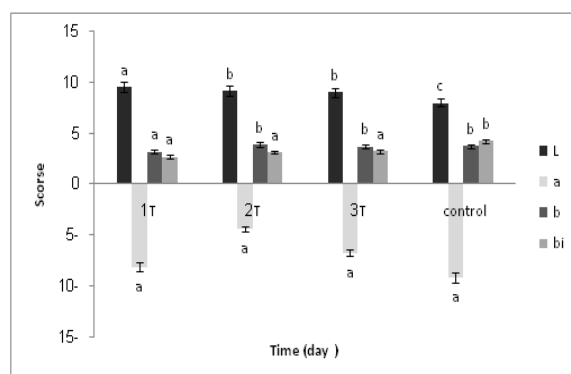 15
10
5
0
5-
10-
15-
Scorse
a
a a
a
1T
b
b a
a
2T
b
b a
a
3T
c
b b
a
control
Time (day )
L
a
b
bi